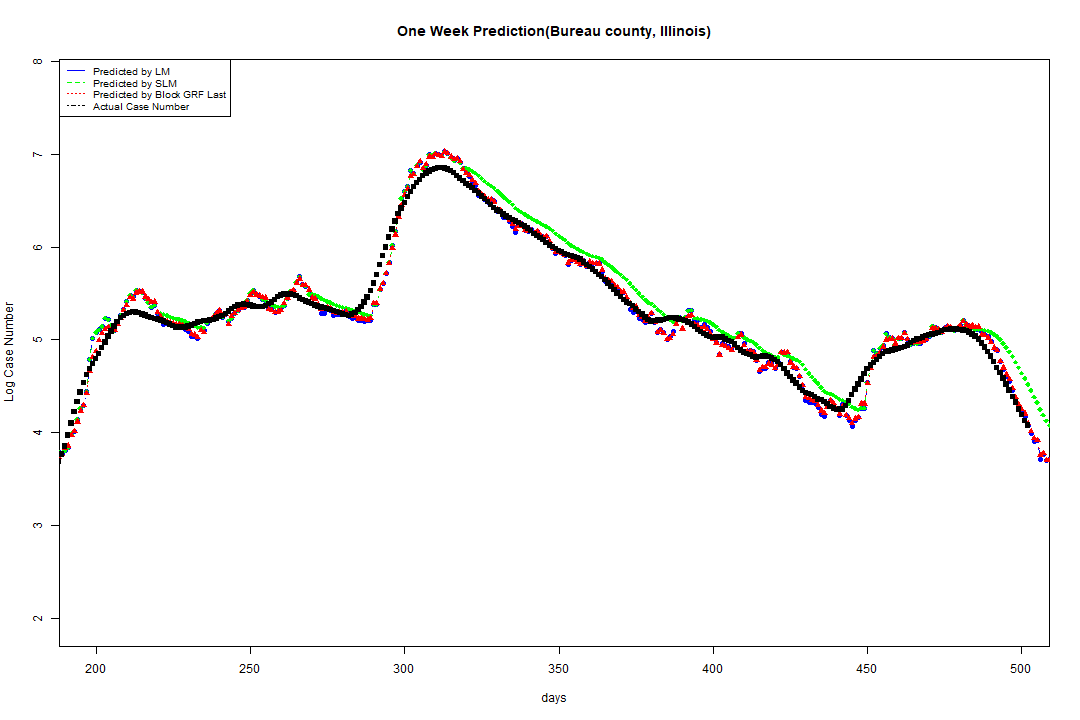 One Week Prediction(Bureau county, Illinois)
Predicted by LM
Predicted by SLM
Predicted by Block GRF Last
Actual Case Number
8
7
6
5
4
3
2
Log Case Number
200 250 300 350 400 450 500
days